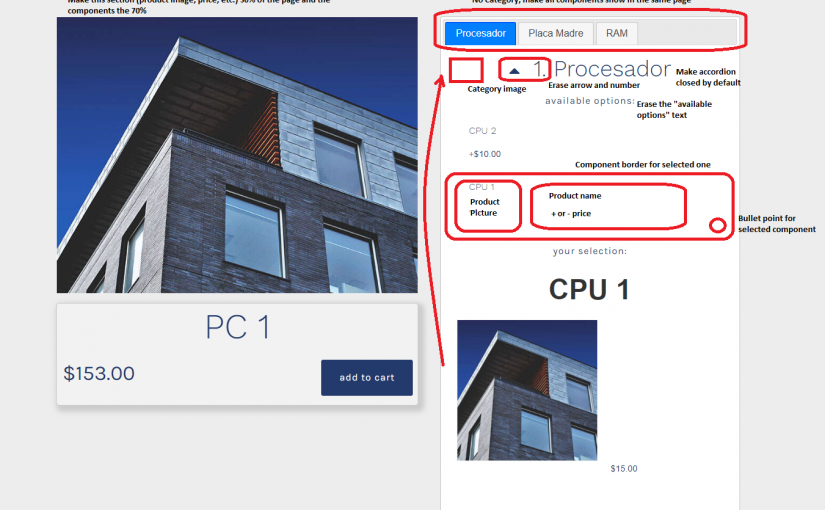 Make this section (product image, price, etc.) 30% of the page and the
components the 70%
No category, make all components show in the same page
Procesador
Placa Madre
RAM
1. Procesador
Make accordion
closed by default
Category image
Erase arrow and number
available options:
Erase the "available
options" text
CPU 2
+$10.00
Component border for selected one
CPU 1
Product
Picture
Product name
+ or - price
Bullet point for
selected component
your selection:
CPU 1
PC 1
$153.00
add to cart
$15.00